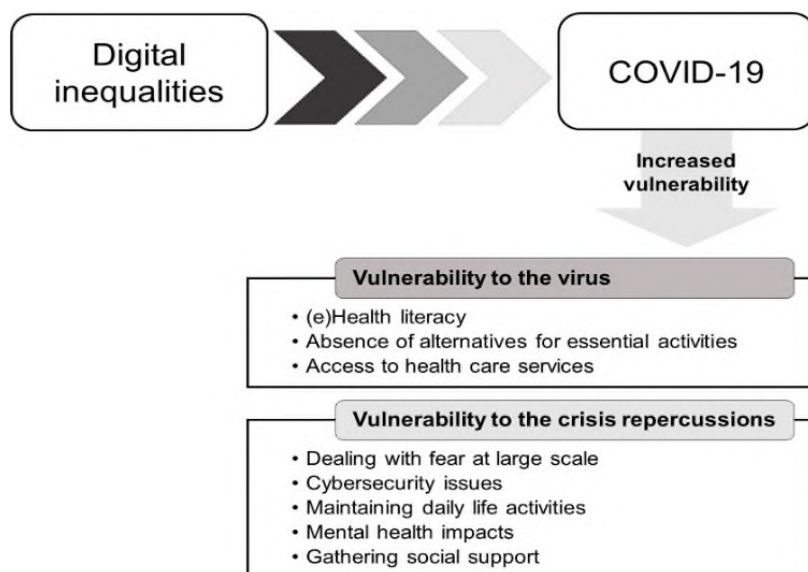 Digital
inequalities
COVID-19
Increased
vulnerability
Vulnerability to the virus
• (e)Health literacy
• Absence of alternatives for essential activities
• Access to health care services
Vulnerability to the crisis repercussions
• Dealing with fear at large scale
• Cybersecurity issues
• Maintaining daily life activities
• Mental health impacts
• Gathering social support